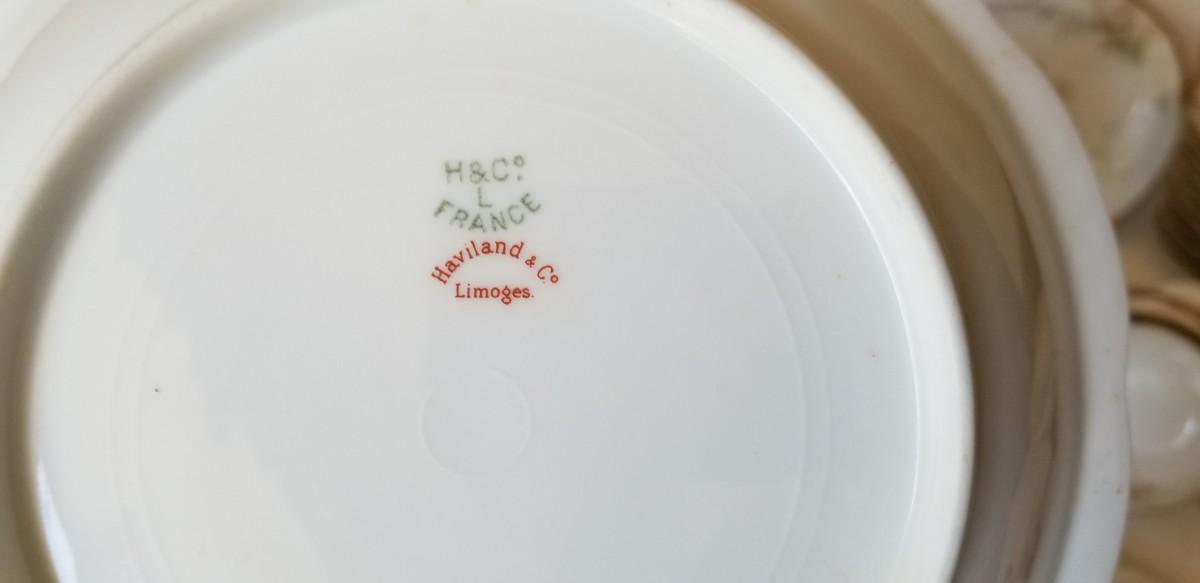 H&Cº
L
FRANCE
Haviland & Cº
Limoges.